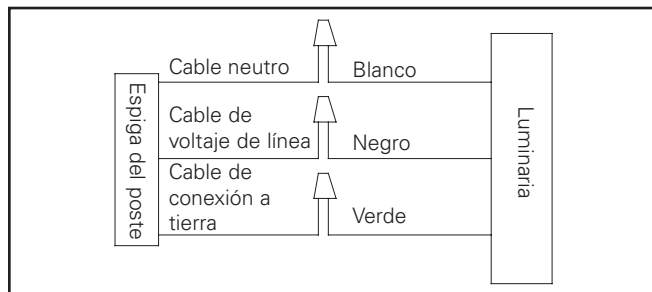 Espiga del poste
Cable neutro
Blanco
Cable de
voltaje de línea
Negro
Cable de
conexión a
tierra
Verde
Luminaria